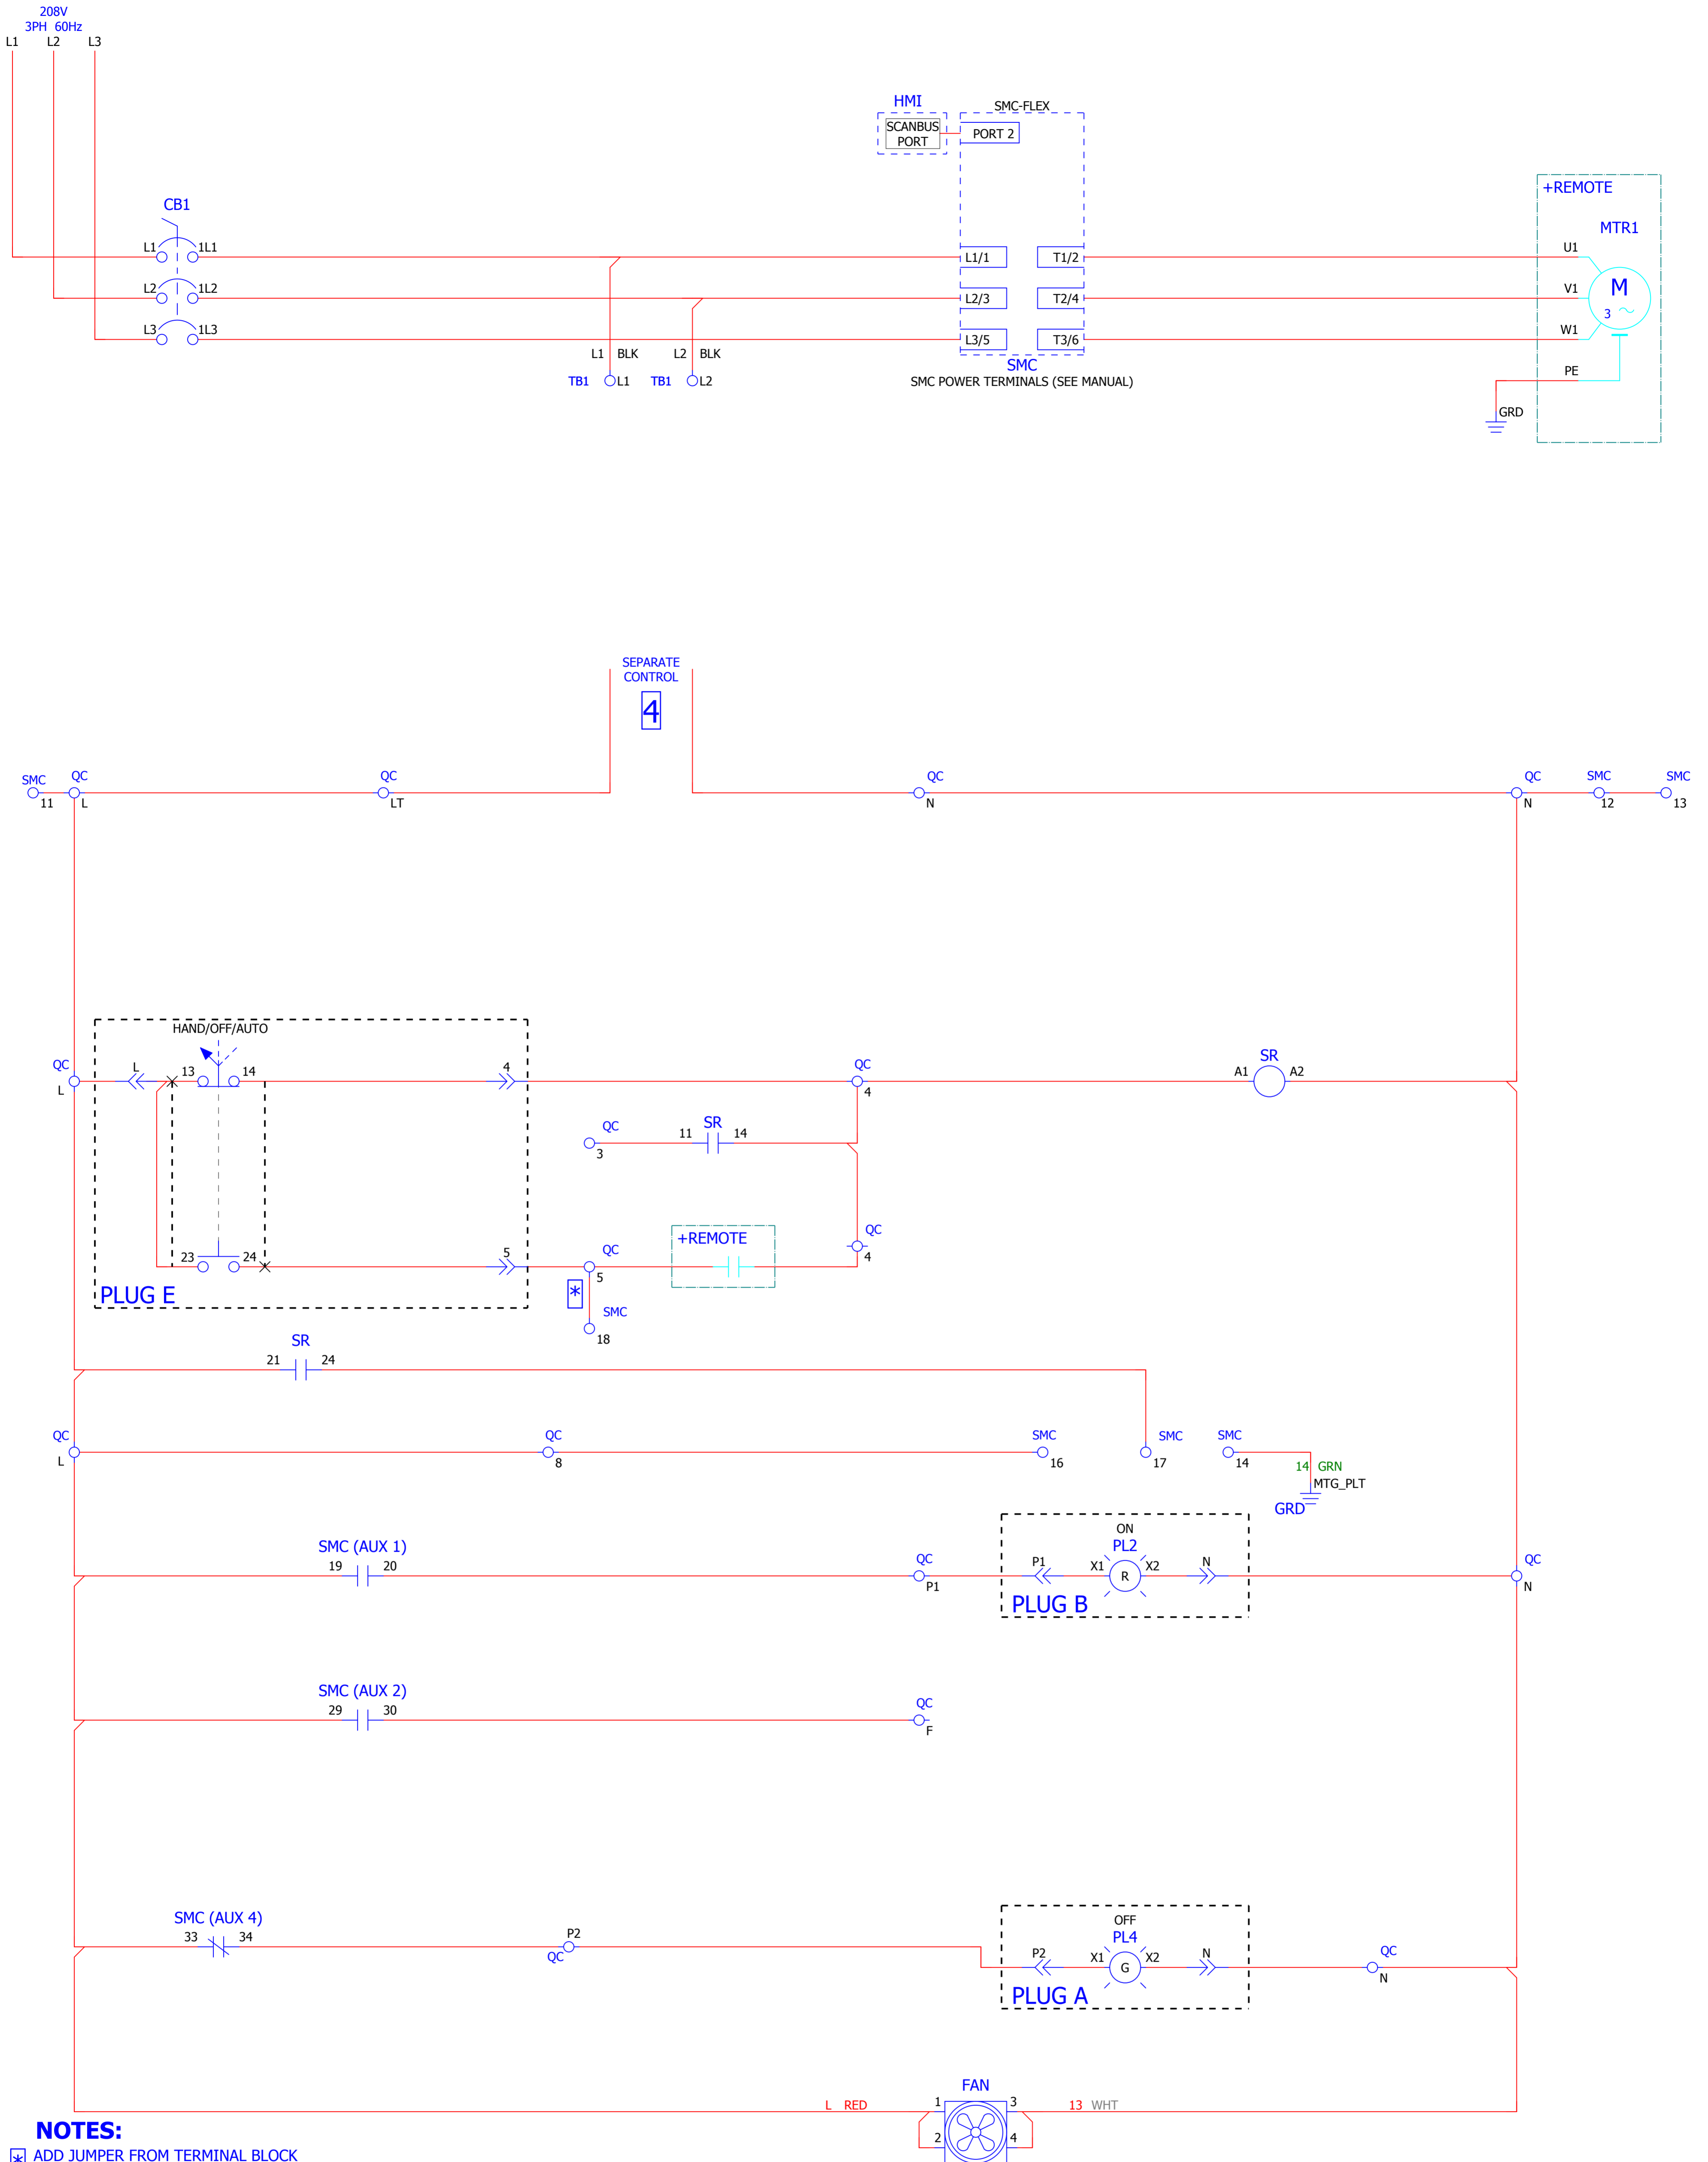 208V
3PH 60Hz
L1 L2 L3
HMI
SCANBUS
PORT
SMC-FLEX
PORT 2
+REMOTE
MTR1
CB1
L1 1L1
L2 1L2
L3 1L3
L1/1 T1/2
L2/3 T2/4
L3/5 T3/6
U1
V1
W1
PE
M
3
GRD
L1 BLK L2 BLK
TB1 L1 TB1 L2
SMC
SMC POWER TERMINALS (SEE MANUAL)
SEPARATE
CONTROL
4
SMC QC QC QC QC SMC SMC
11 L LT N N 12 13
HAND/OFF/AUTO
QC L 13 14 4 QC SR
L 4 A1 A2
QC SR
3 11 14
QC
4
23 24 5 QC +REMOTE
5
PLUG E
*
SMC
18
SR
21 24
QC QC SMC SMC SMC
L 8 16 17 14
14 GRN
MTG_PLT
GRD
SMC (AUX 1)
19 20
QC
P1
ON
PL2
P1 X1 R X2 N
PLUG B
QC
N
SMC (AUX 2)
29 30
QC
F
SMC (AUX 4)
33 34
P2
QC
OFF
PL4
P2 X1 G X2 N
PLUG A
QC
N
FAN
L RED 1 3 13 WHT
2 4
NOTES:
* ADD JUMPER FROM TERMINAL BLOCK